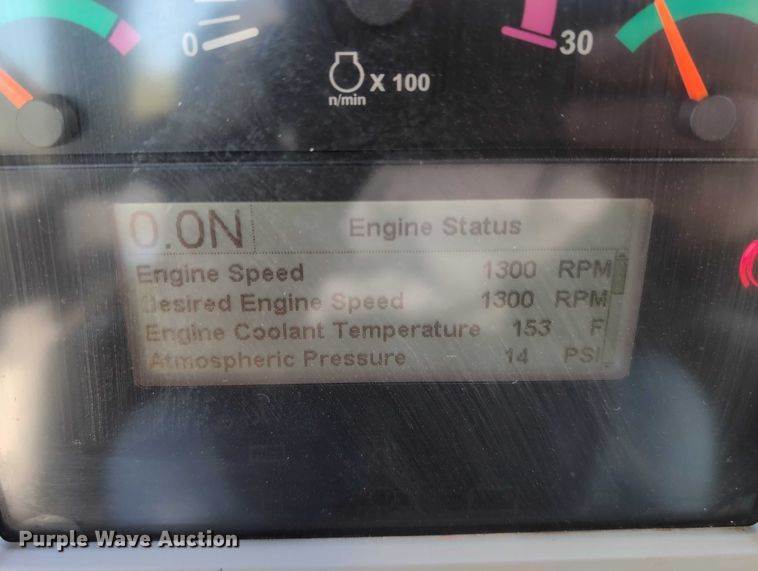 0
30
X 100
n/min
0.0N Engine Status
Engine Speed 1300 RPM
Desired Engine Speed 1300 RPM
Engine Coolant Temperature 153 F
Atmospheric Pressure 14 PSI
Purple Wave Auction